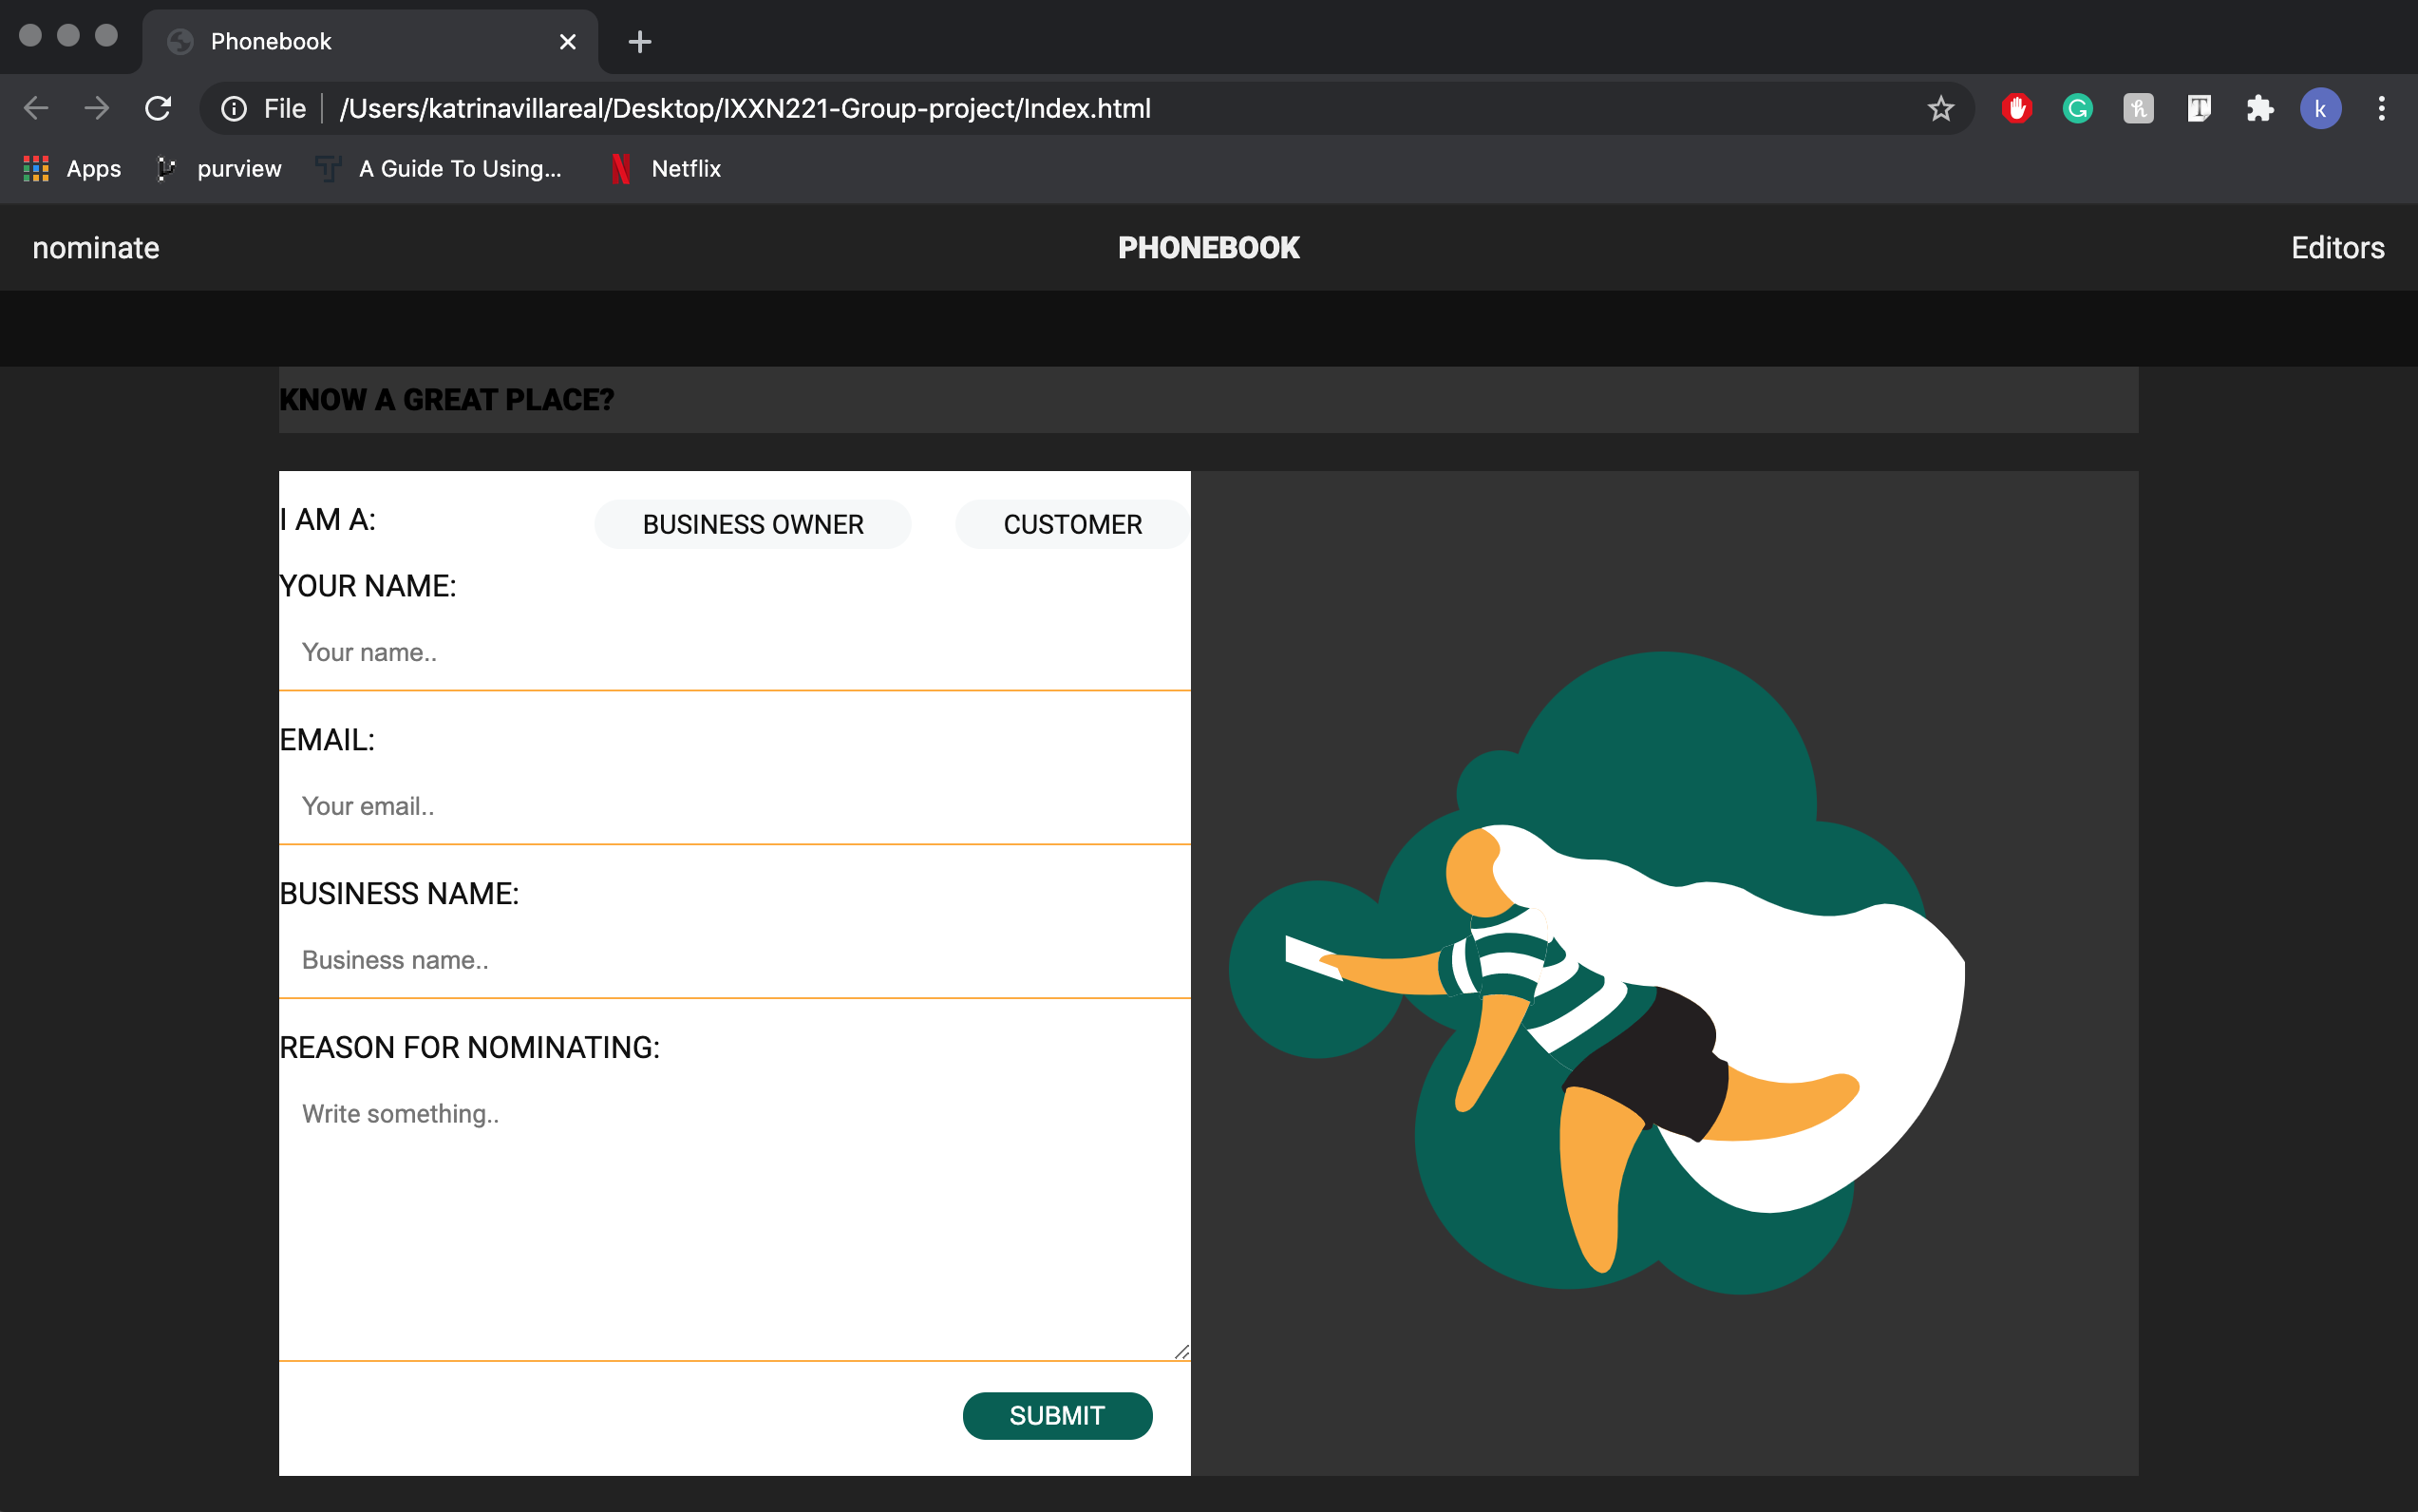 Phonebook
File /Users/katrinavillareal/Desktop/IXXN221-Group-project/Index.html
k
Apps purview A Guide To Using... Netflix
nominate PHONEBOOK Editors
KNOW A GREAT PLACE?
I AM A: BUSINESS OWNER CUSTOMER
YOUR NAME:
Your name..
EMAIL:
Your email..
BUSINESS NAME:
Business name..
REASON FOR NOMINATING:
Write something..
SUBMIT